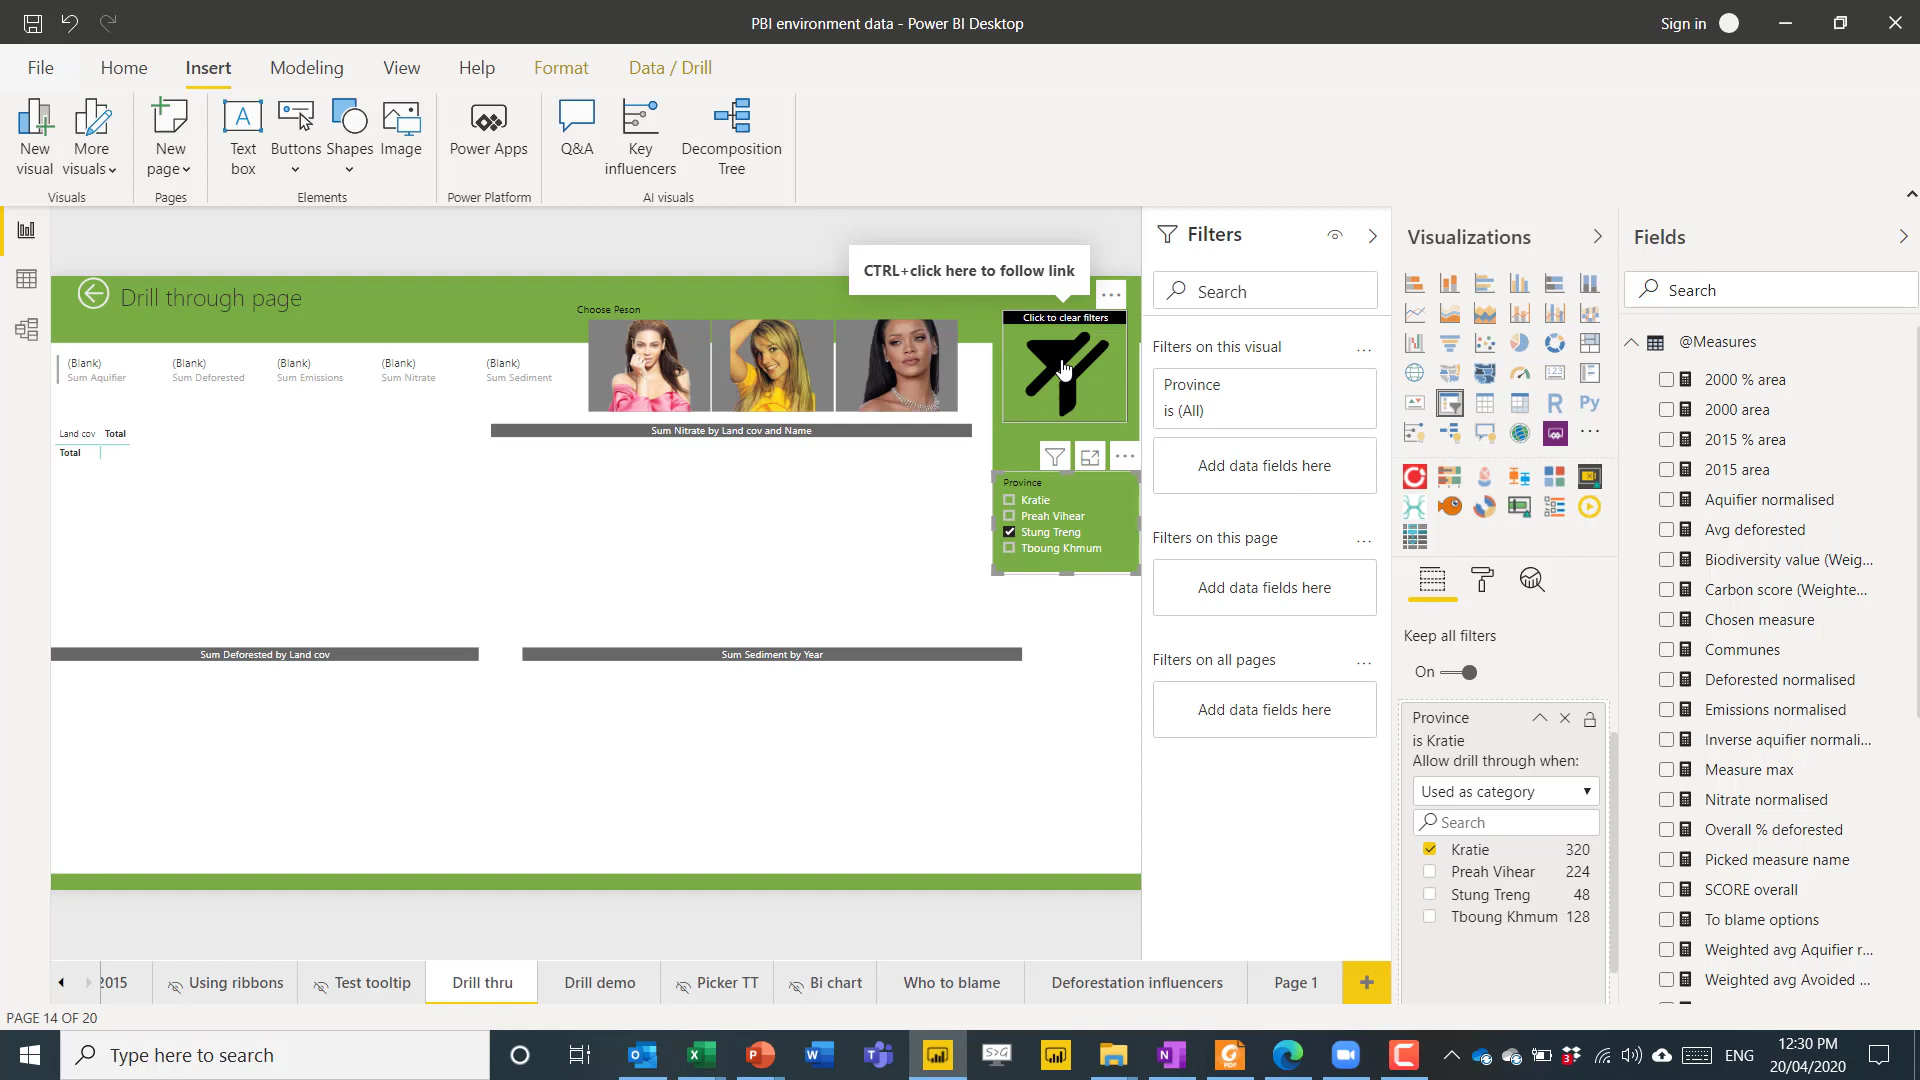 PBI environment data - Power BI Desktop
Sign in
File
Home
Insert
Modeling
View
Help
Format
Data / Drill
New visual
More visuals
New page
Text box
Buttons
Shapes
Image
Power Apps
Q&A
Key influencers
Decomposition Tree
Visuals
Pages
Elements
Power Platform
AI visuals
CTRL+click here to follow link
Drill through page
Choose Peson
Click to clear filters
(Blank)
Sum Aquifier
(Blank)
Sum Deforested
(Blank)
Sum Emissions
(Blank)
Sum Nitrate
(Blank)
Sum Sediment
Land cov Total
Total
Sum Nitrate by Land cov and Name
Province
Kratie
Preah Vihear
Stung Treng
Tboung Khmum
Sum Deforested by Land cov
Sum Sediment by Year
Filters
Search
Filters on this visual
...
Province
is (All)
Add data fields here
Filters on this page
...
Add data fields here
Filters on all pages
...
Add data fields here
Visualizations
123
R
Py
Keep all filters
On
Province
is Kratie
Allow drill through when:
Used as category
Search
Kratie 320
Preah Vihear 224
Stung Treng 48
Tboung Khmum 128
Fields
Search
@Measures
2000 % area
2000 area
2015 % area
2015 area
Aquifier normalised
Avg deforested
Biodiversity value (Weig...
Carbon score (Weighte...
Chosen measure
Communes
Deforested normalised
Emissions normalised
Inverse aquifier normali...
Measure max
Nitrate normalised
Overall % deforested
Picked measure name
SCORE overall
To blame options
Weighted avg Aquifier r...
Weighted avg Avoided ...
2015
Using ribbons
Test tooltip
Drill thru
Drill demo
Picker TT
Bi chart
Who to blame
Deforestation influencers
Page 1
PAGE 14 OF 20
Type here to search
S>G
ENG
12:30 PM
20/04/2020